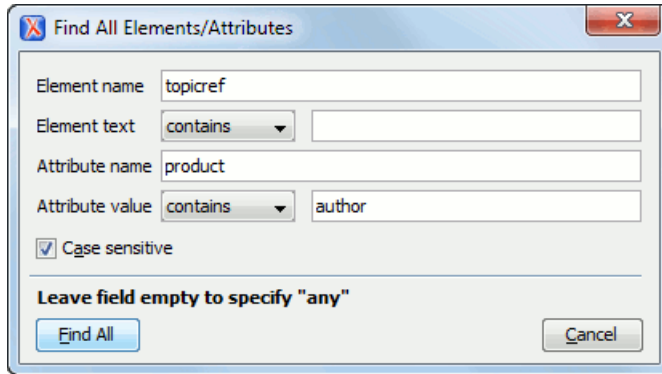 Find All Elements/Attributes
Element name topicref
Element text contains
Attribute name product
Attribute value contains author
Case sensitive
Leave field empty to specify "any"
Find All Cancel